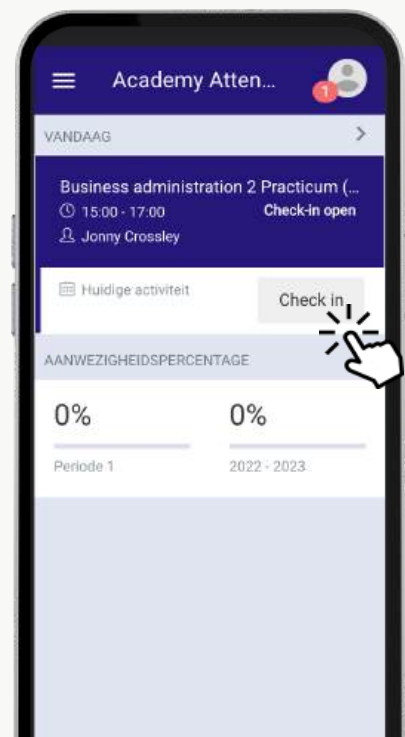 Academy Atten...
1
VANDAAG
Business administration 2 Practicum (...
15:00 - 17:00 Check-in open
Jonny Crossley
Huidige activiteit
Check in
AANWEZIGHEIDSPERCENTAGE
0% 0%
Periode 1 2022 - 2023